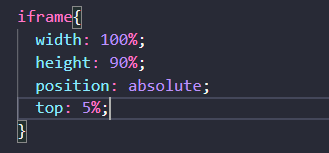 iframe{
width: 100%;
height: 90%;
position: absolute;
top: 5%;
}